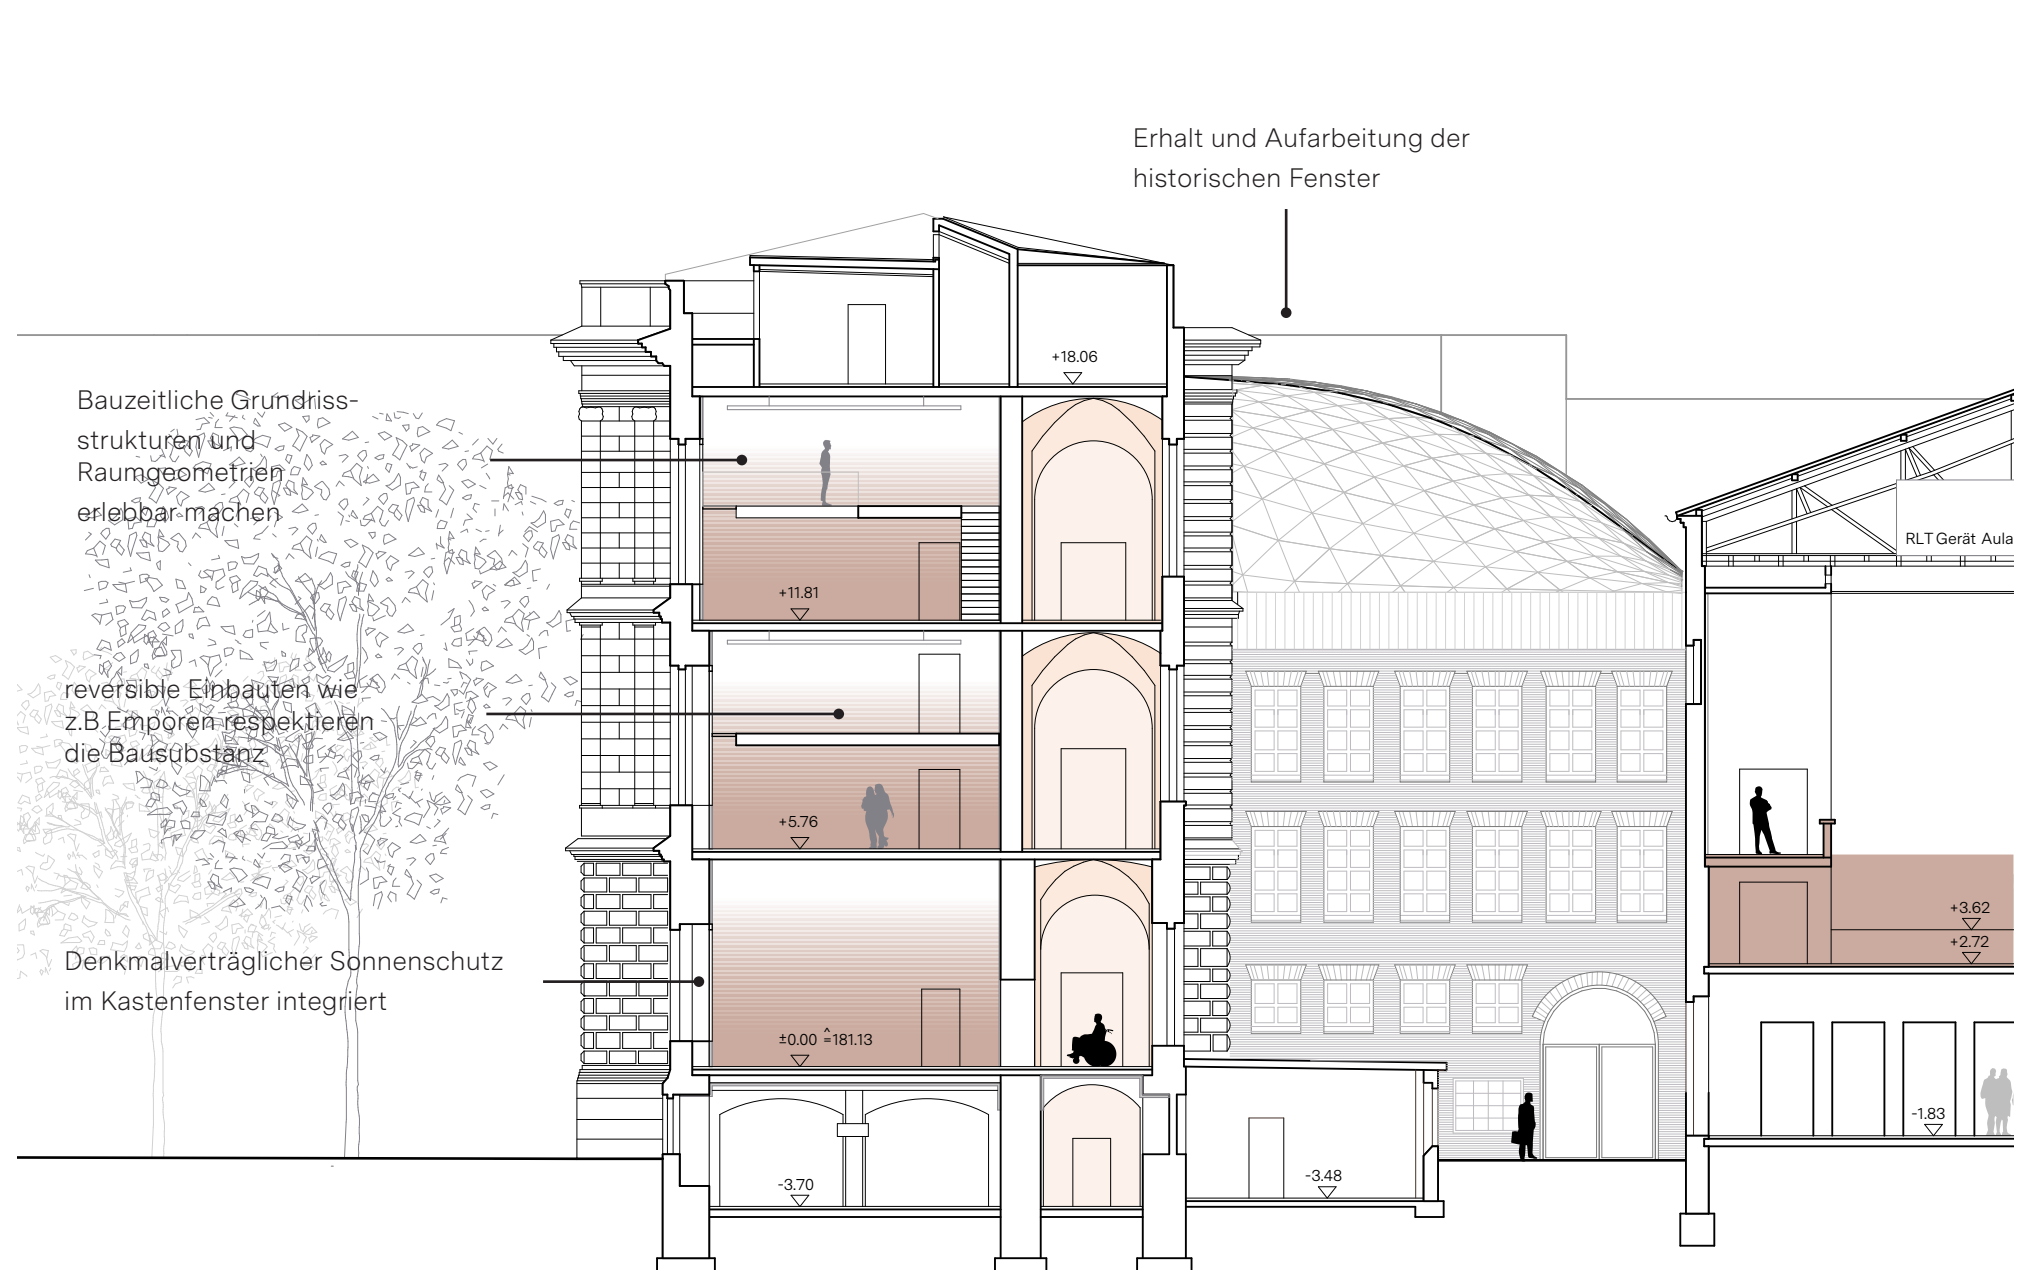 Erhalt und Aufarbeitung der
historischen Fenster
+18.06
Bauzeitliche Grundriss-
strukturen und
Raumgeometrien
erlebbar machen
RLT Gerät Aula
+11.81
reversible Einbauten wie
z.B Emporen respektieren
die Bausubstanz
+5.76
+3.62
+2.72
Denkmalverträglicher Sonnenschutz
im Kastenfenster integriert
±0.00 ≙181.13
-1.83
-3.70
-3.48